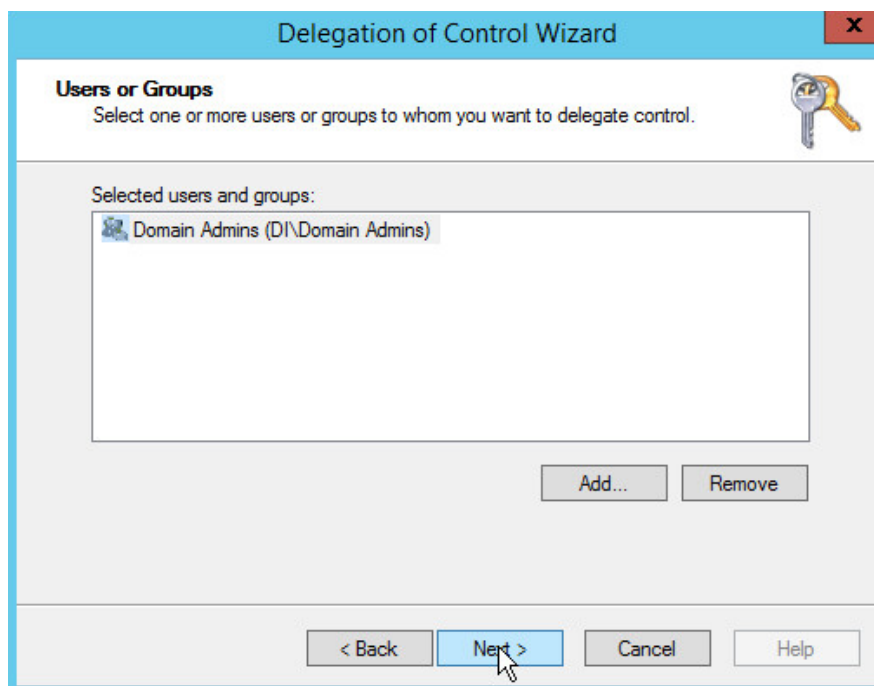 Delegation of Control Wizard
x
Users or Groups
Select one or more users or groups to whom you want to delegate control.
Selected users and groups:
Domain Admins (DI\Domain Admins)
Add...
Remove
< Back
Next >
Cancel
Help